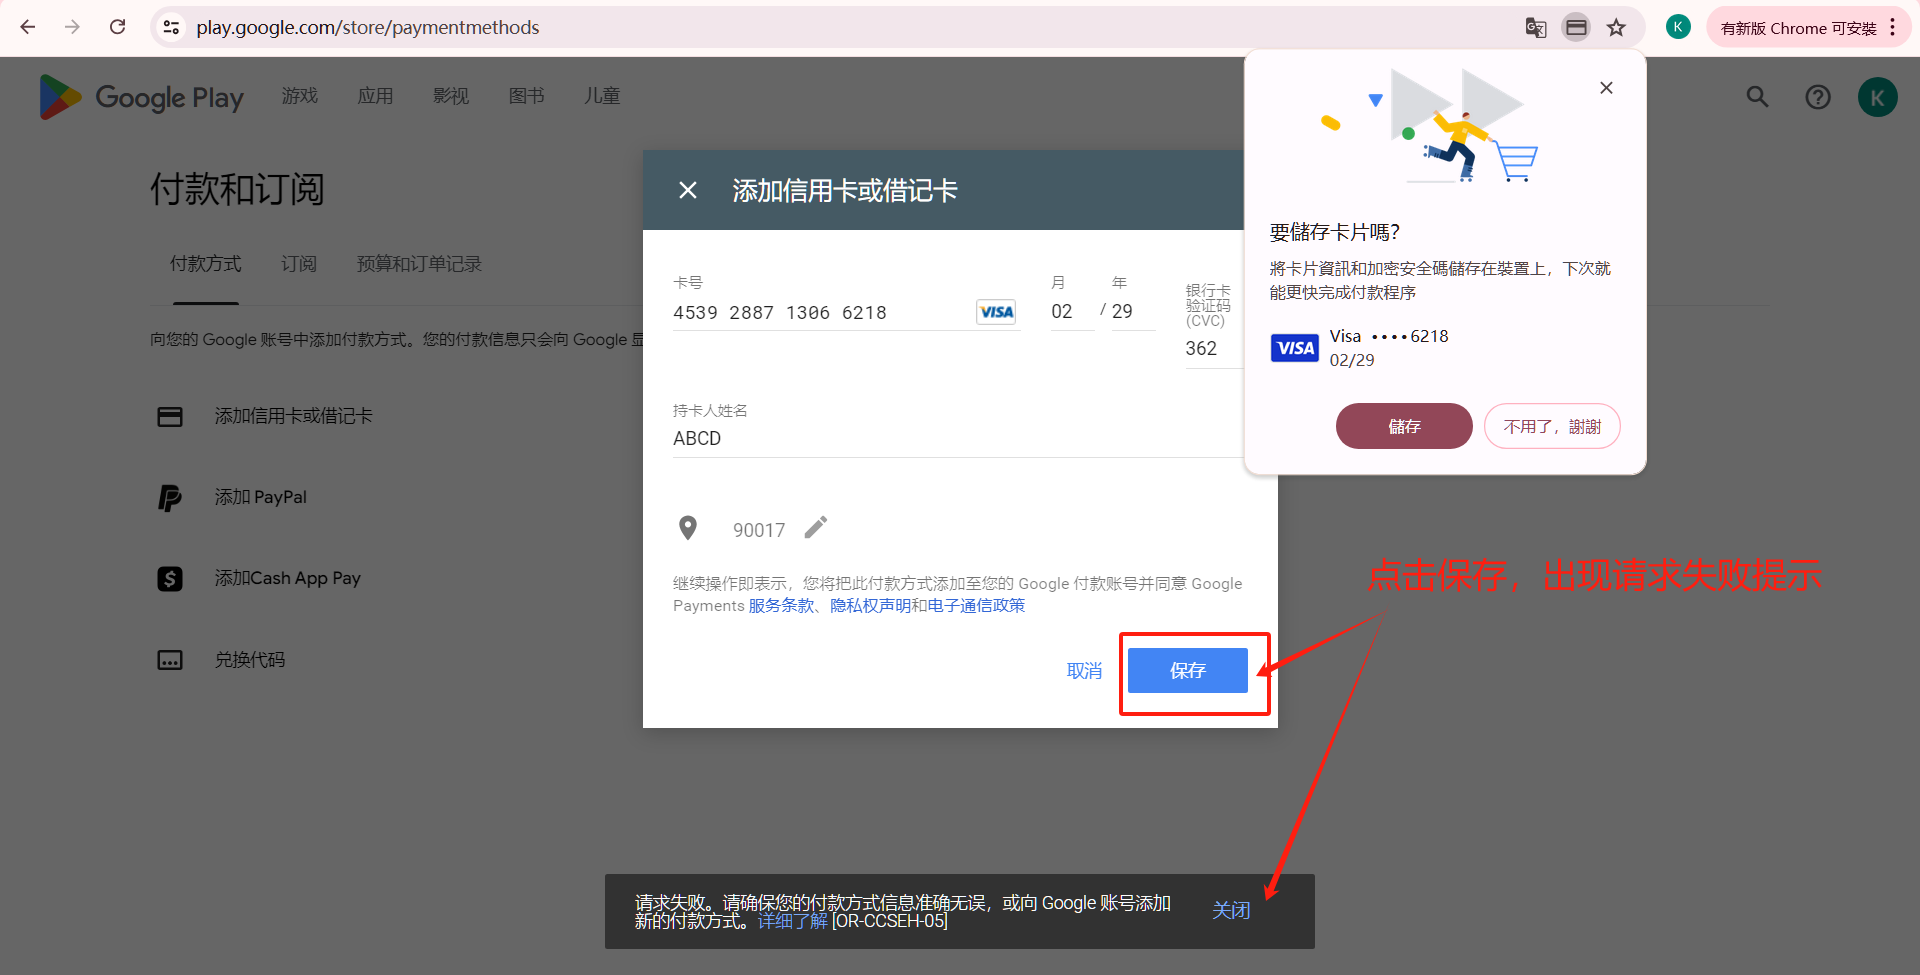 play.google.com/store/paymentmethods
K
有新版 Chrome 可安裝
Google Play
游戏
应用
影视
图书
儿童
K
付款和订阅
付款方式
订阅
预算和订单记录
向您的 Google 账号中添加付款方式。您的付款信息只会向 Google 显
添加信用卡或借记卡
添加 PayPal
添加Cash App Pay
兑换代码
添加信用卡或借记卡
卡号
4539 2887 1306 6218
VISA
月
02
/
年
29
银行卡
验证码
(CVC)
362
持卡人姓名
ABCD
90017
继续操作即表示，您将把此付款方式添加至您的 Google 付款账号并同意 Google
Payments 服务条款、隐私权声明和电子通信政策
取消
保存
要儲存卡片嗎？
將卡片資訊和加密安全碼儲存在裝置上，下次就
能更快完成付款程序
VISA
Visa ••••6218
02/29
儲存
不用了，謝謝
点击保存，出现请求失败提示
请求失败。请确保您的付款方式信息准确无误，或向 Google 账号添加
新的付款方式。详细了解 [OR-CCSEH-05]
关闭